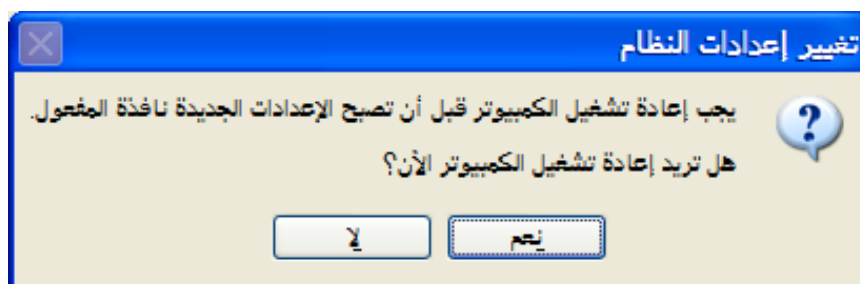 تغيير إعدادات النظام
يجب إعادة تشغيل الكمبيوتر قبل أن تصبح الإعدادات الجديدة نافذة المفعول.
هل تريد إعادة تشغيل الكمبيوتر الآن؟
نعم
لا